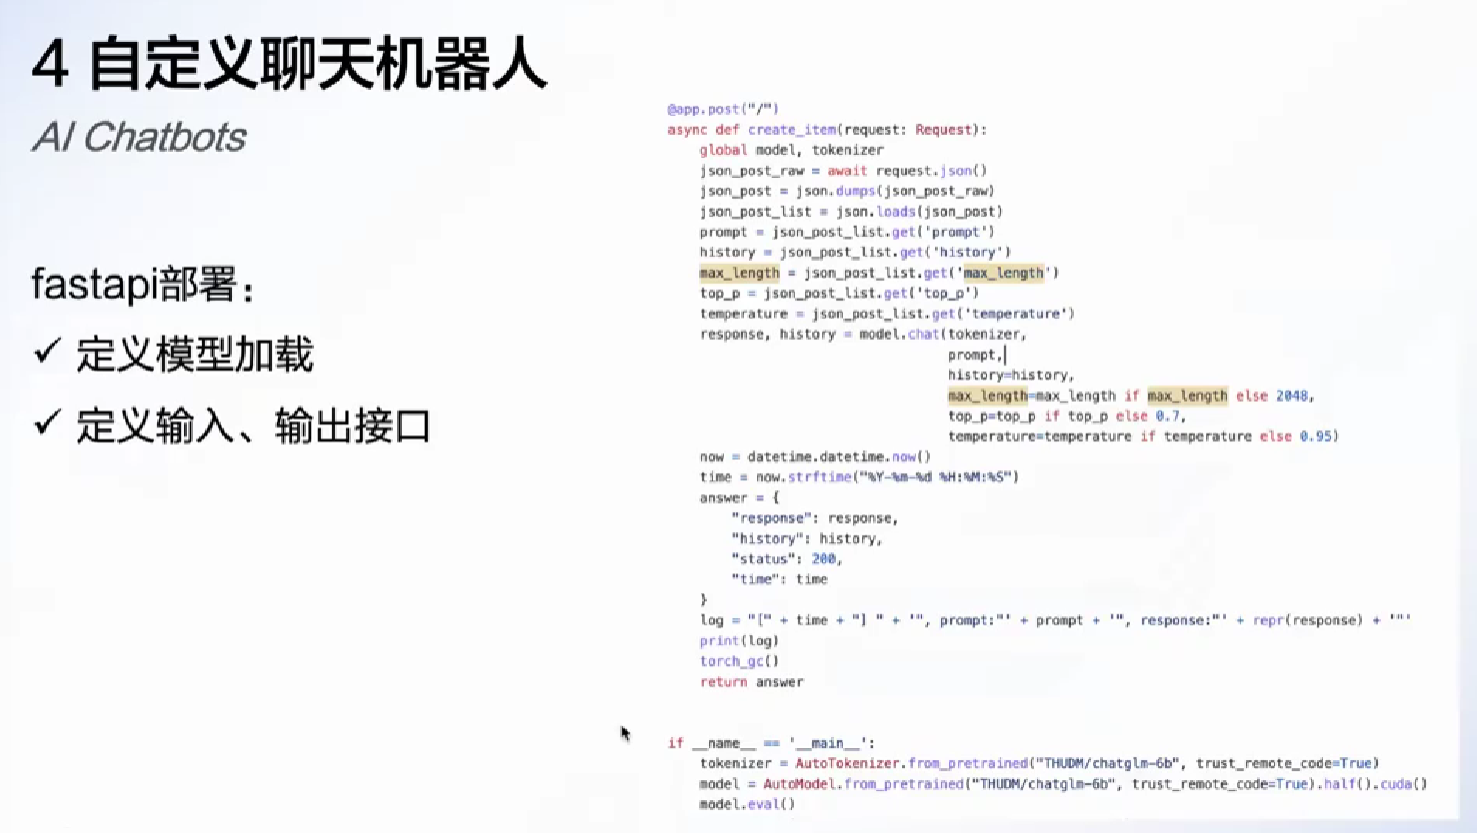 4 自定义聊天机器人
AI Chatbots
fastapi部署：
✓ 定义模型加载
✓ 定义输入、输出接口
@app.post("/")
async def create_item(request: Request):
    global model, tokenizer
    json_post_raw = await request.json()
    json_post = json.dumps(json_post_raw)
    json_post_list = json.loads(json_post)
    prompt = json_post_list.get('prompt')
    history = json_post_list.get('history')
    max_length = json_post_list.get('max_length')
    top_p = json_post_list.get('top_p')
    temperature = json_post_list.get('temperature')
    response, history = model.chat(tokenizer,
                                   prompt,
                                   history=history,
                                   max_length=max_length if max_length else 2048,
                                   top_p=top_p if top_p else 0.7,
                                   temperature=temperature if temperature else 0.95)
    now = datetime.datetime.now()
    time = now.strftime("%Y-%m-%d %H:%M:%S")
    answer = {
        "response": response,
        "history": history,
        "status": 200,
        "time": time
    }
    log = "[" + time + "] " + '", prompt:"' + prompt + '", response:"' + repr(response) + '"'
    print(log)
    torch_gc()
    return answer
if __name__ == '__main__':
    tokenizer = AutoTokenizer.from_pretrained("THUDM/chatglm-6b", trust_remote_code=True)
    model = AutoModel.from_pretrained("THUDM/chatglm-6b", trust_remote_code=True).half().cuda()
    model.eval()